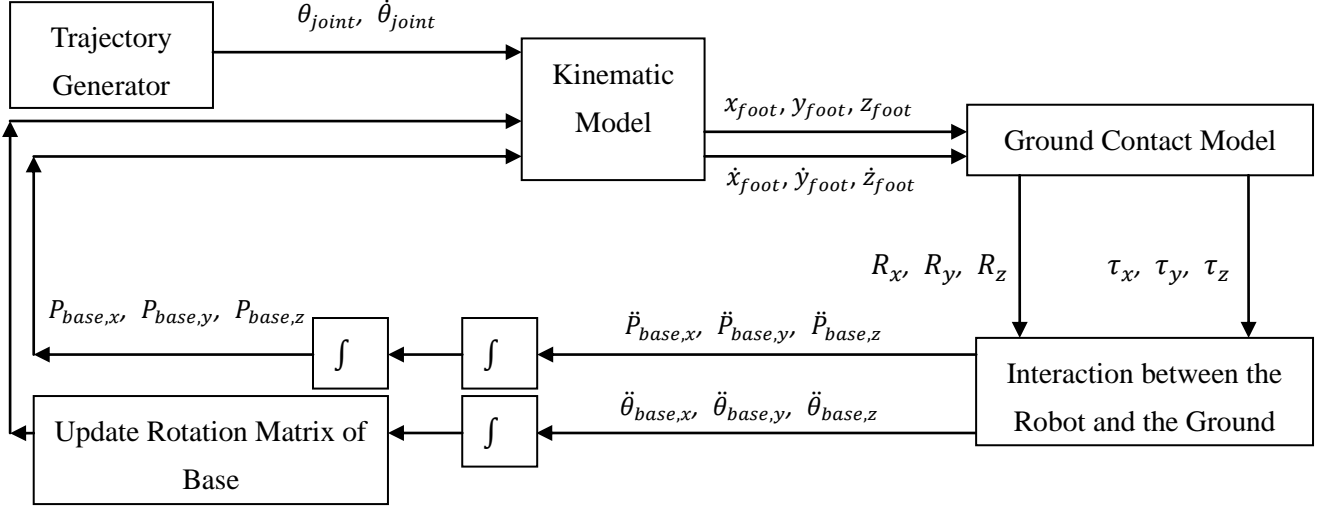 θ_joint, θ̇_joint
Trajectory
Generator
Kinematic
Model
x_foot, y_foot, z_foot
ẋ_foot, ẏ_foot, ż_foot
Ground Contact Model
R_x, R_y, R_z
τ_x, τ_y, τ_z
P_base,x, P_base,y, P_base,z
∫
∫
P̈_base,x, P̈_base,y, P̈_base,z
Interaction between the
Robot and the Ground
Update Rotation Matrix of
Base
∫
θ̈_base,x, θ̈_base,y, θ̈_base,z